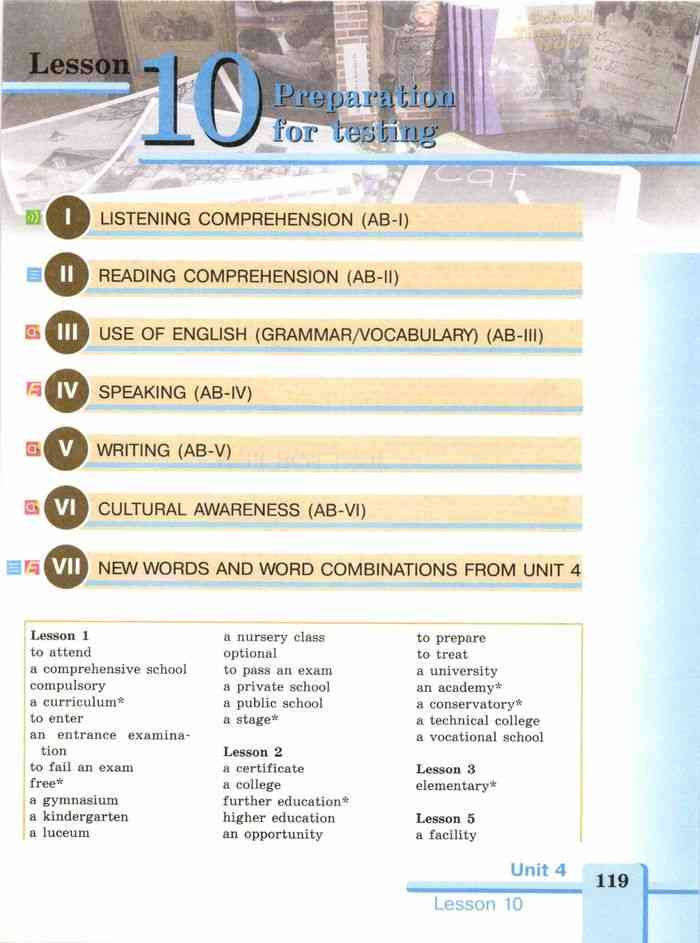 Lesson 10
Preparation
for testing
cat
I LISTENING COMPREHENSION (AB-I)
II READING COMPREHENSION (AB-II)
III USE OF ENGLISH (GRAMMAR/VOCABULARY) (AB-III)
IV SPEAKING (AB-IV)
V WRITING (AB-V)
VI CULTURAL AWARENESS (AB-VI)
VII NEW WORDS AND WORD COMBINATIONS FROM UNIT 4
Lesson 1
to attend
a comprehensive school
compulsory
a curriculum*
to enter
an entrance examina-
tion
to fail an exam
free*
a gymnasium
a kindergarten
a luceum
a nursery class
optional
to pass an exam
a private school
a public school
a stage*
Lesson 2
a certificate
a college
further education*
higher education
an opportunity
to prepare
to treat
a university
an academy*
a conservatory*
a technical college
a vocational school
Lesson 3
elementary*
Lesson 5
a facility
Unit 4
119
Lesson 10